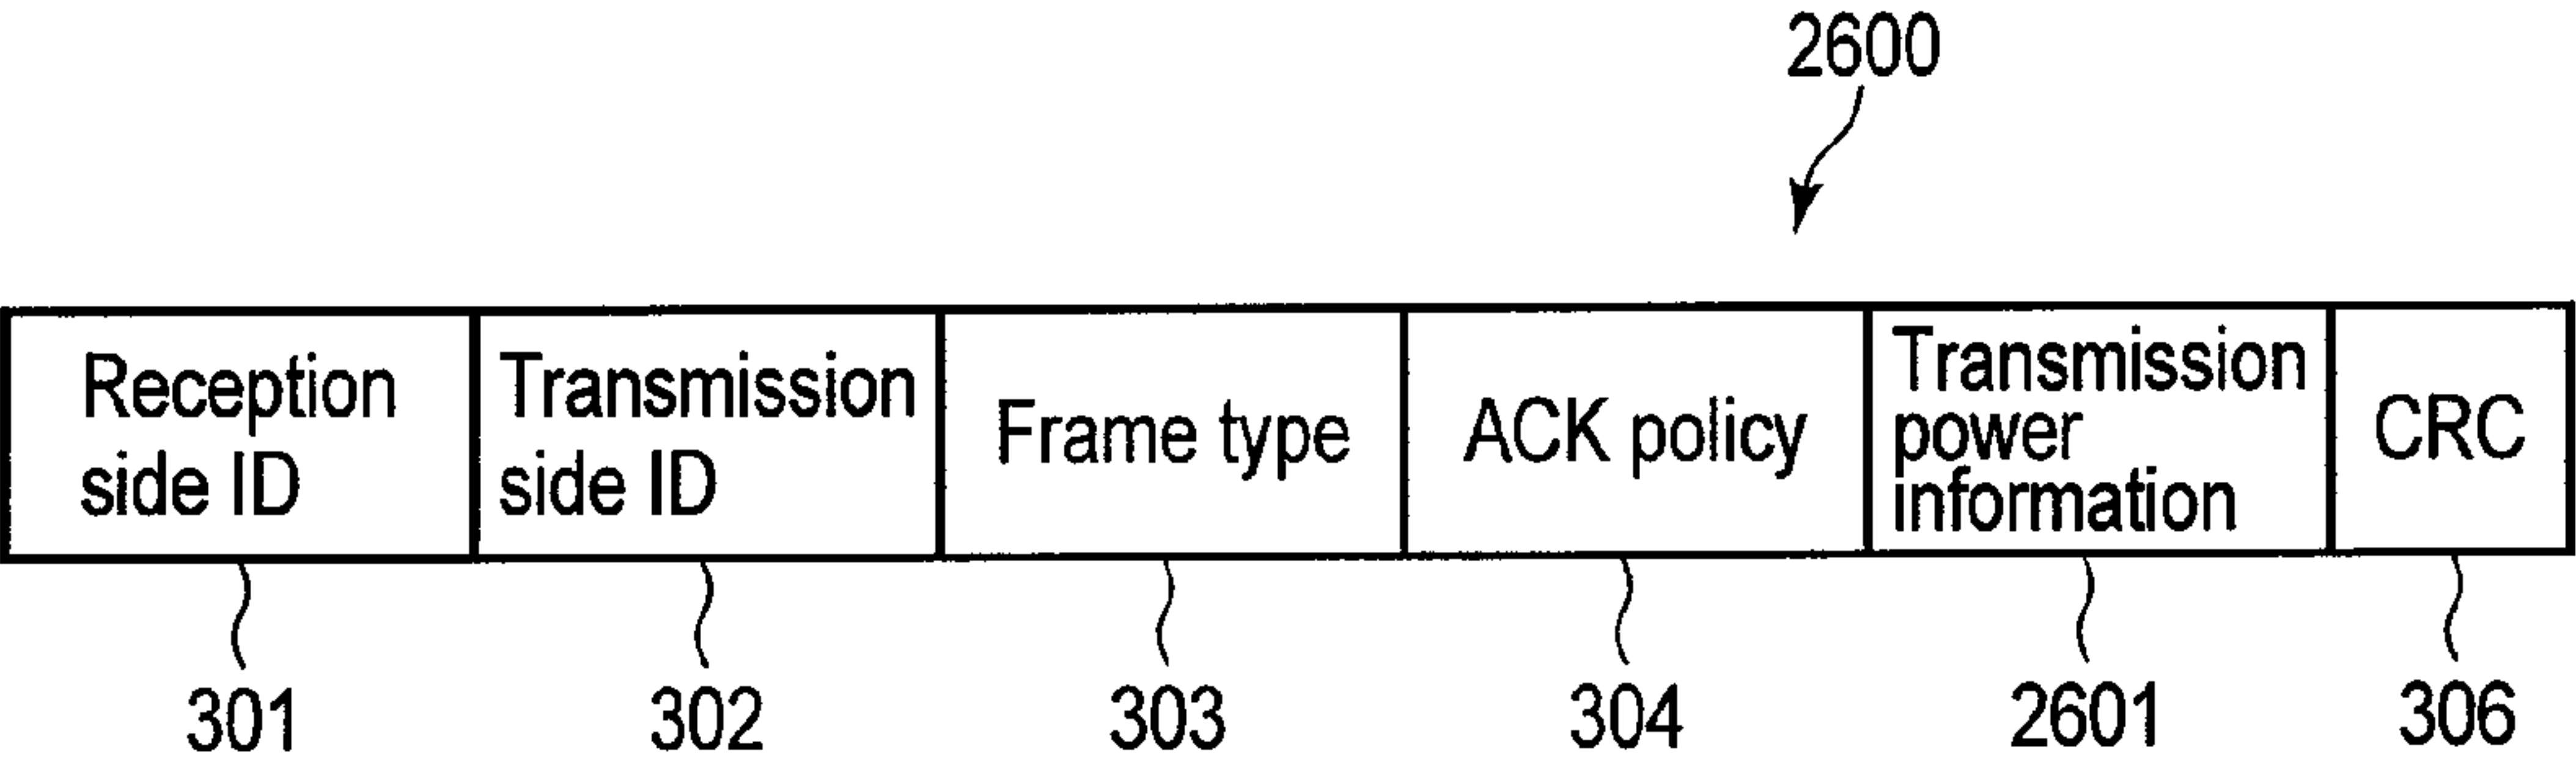 2600
Reception
side ID
Transmission
side ID
Frame type
ACK policy
Transmission
power
information
CRC
301
302
303
304
2601
306